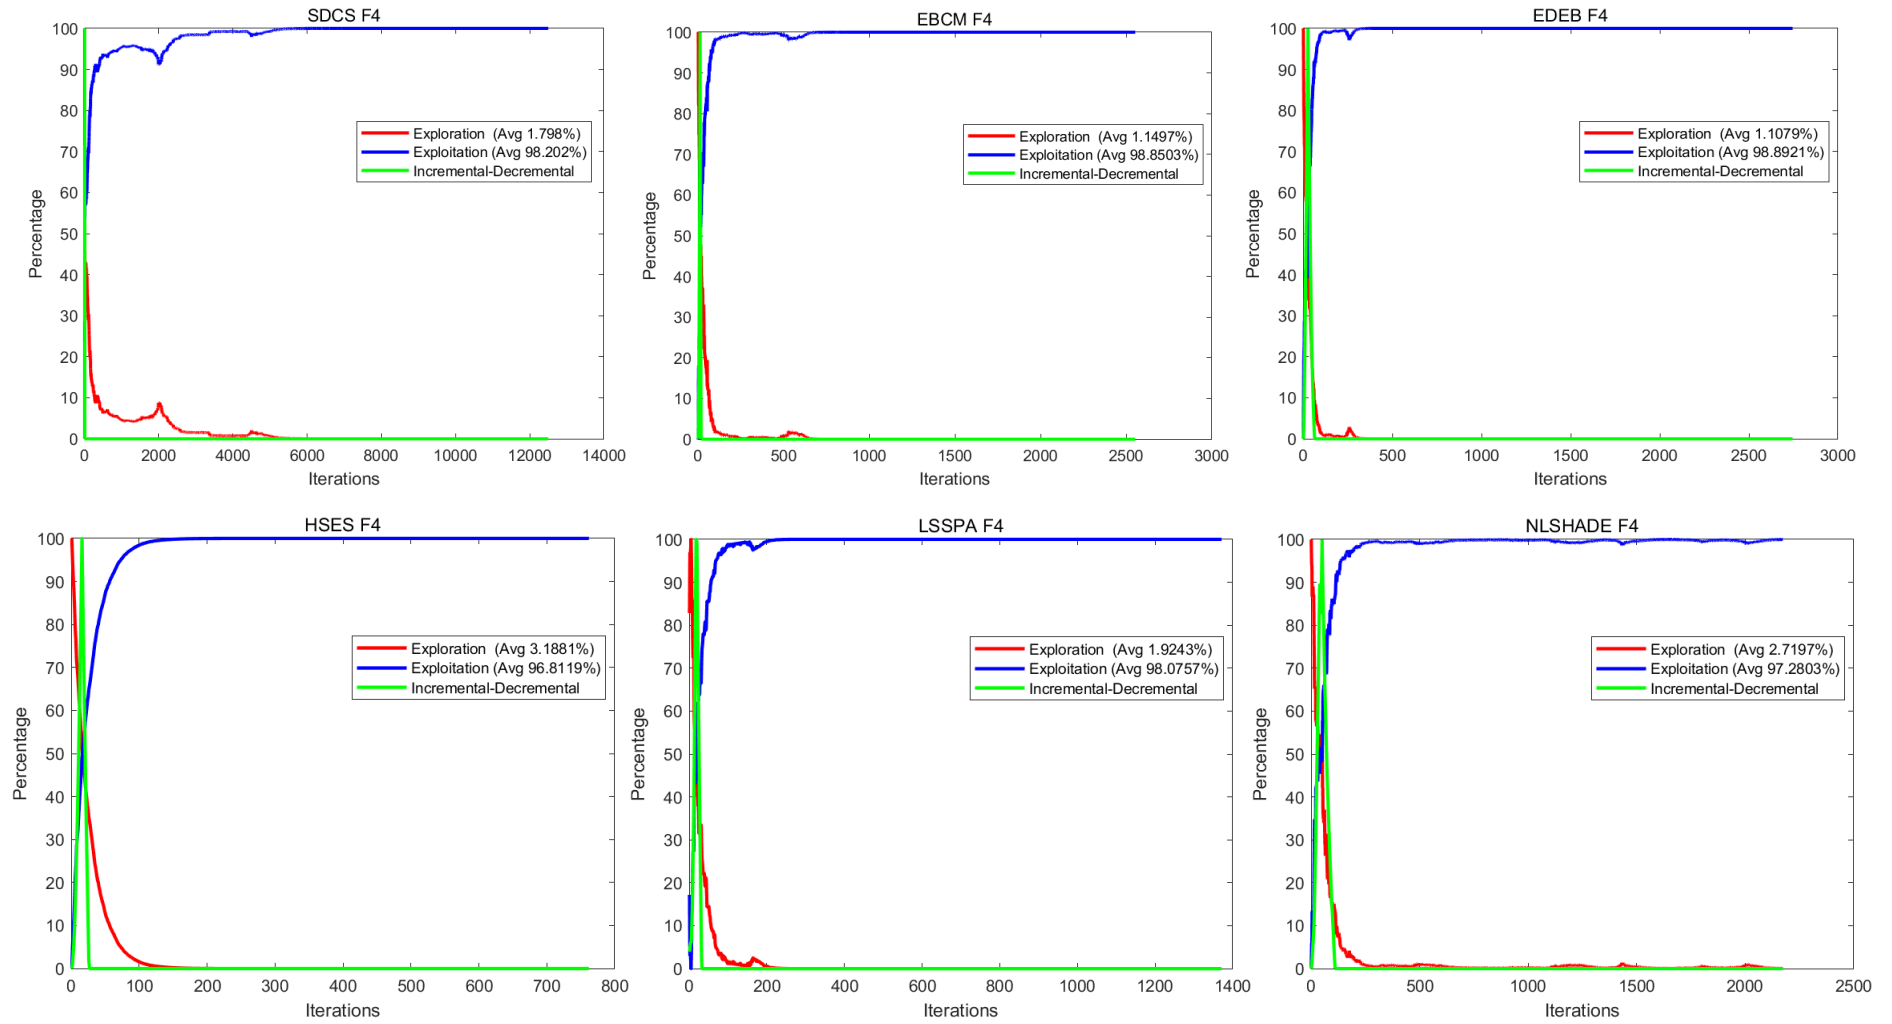 SDCS F4
100
90
80
70
60
50
40
30
20
10
0
Percentage
Exploration (Avg 1.798%)
Exploitation (Avg 98.202%)
Incremental-Decremental
0 2000 4000 6000 8000 10000 12000 14000
Iterations
EBCM F4
100
90
80
70
60
50
40
30
20
10
0
Percentage
Exploration (Avg 1.1497%)
Exploitation (Avg 98.8503%)
Incremental-Decremental
0 500 1000 1500 2000 2500 3000
Iterations
EDEB F4
100
90
80
70
60
50
40
30
20
10
0
Percentage
Exploration (Avg 1.1079%)
Exploitation (Avg 98.8921%)
Incremental-Decremental
0 500 1000 1500 2000 2500 3000
Iterations
HSES F4
100
90
80
70
60
50
40
30
20
10
0
Percentage
Exploration (Avg 3.1881%)
Exploitation (Avg 96.8119%)
Incremental-Decremental
0 100 200 300 400 500 600 700 800
Iterations
LSSPA F4
100
90
80
70
60
50
40
30
20
10
0
Percentage
Exploration (Avg 1.9243%)
Exploitation (Avg 98.0757%)
Incremental-Decremental
0 200 400 600 800 1000 1200 1400
Iterations
NLSHADE F4
100
90
80
70
60
50
40
30
20
10
0
Percentage
Exploration (Avg 2.7197%)
Exploitation (Avg 97.2803%)
Incremental-Decremental
0 500 1000 1500 2000 2500
Iterations